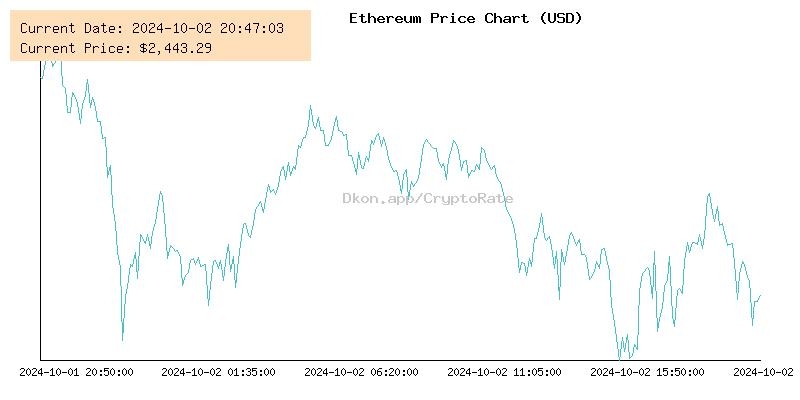 Ethereum Price Chart (USD)
Current Date: 2024-10-02 20:47:03
Current Price: $2,443.29
Dkon.app/CryptoRate
2024-10-01 20:50:00 2024-10-02 01:35:00 2024-10-02 06:20:00 2024-10-02 11:05:00 2024-10-02 15:50:00 2024-10-02